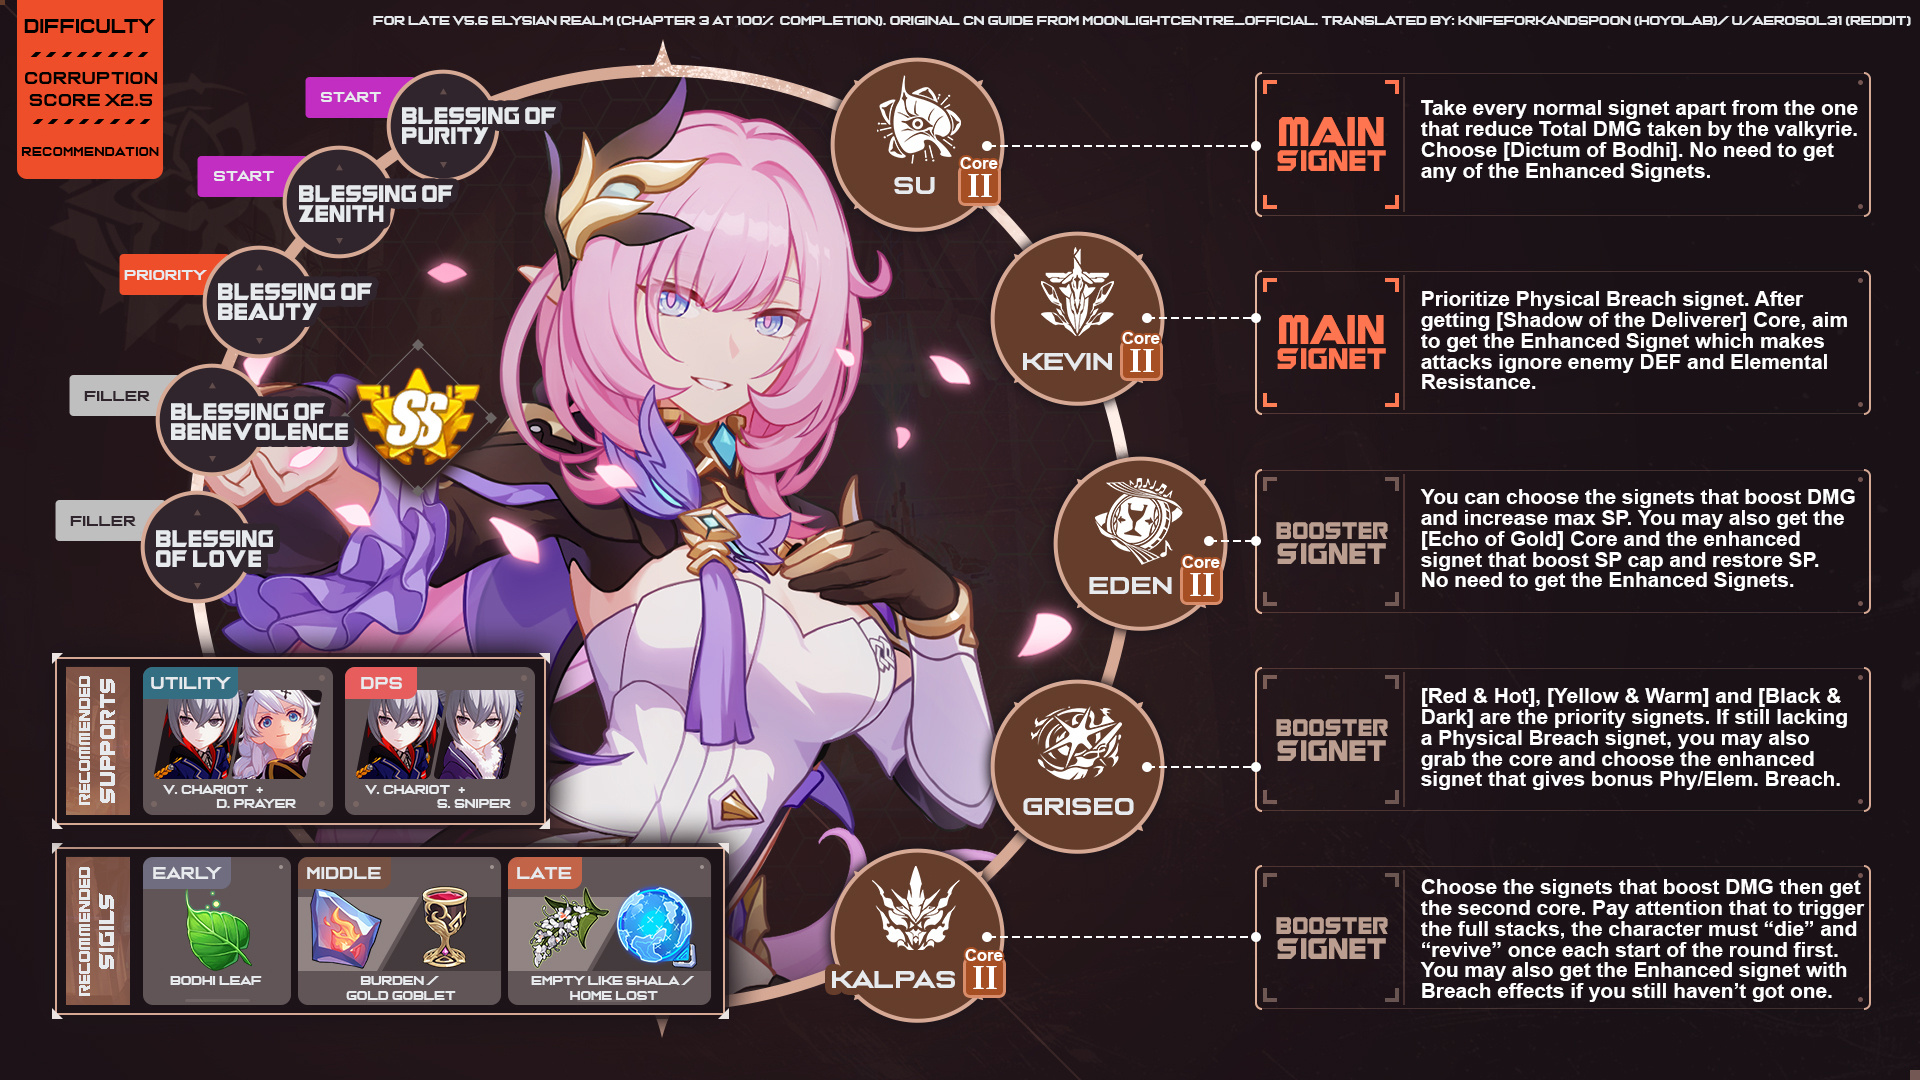 DIFFICULTY
CORRUPTION
SCORE X2.5
RECOMMENDATION
FOR LATE V5.6 ELYSIAN REALM (CHAPTER 3 AT 100% COMPLETION). ORIGINAL CN GUIDE FROM MOONLIGHTCENTRE_OFFICIAL. TRANSLATED BY: KNIFEFORKANDSPOON (HOYOLAB)/ U/AEROSOL31 (REDDIT)
START
BLESSING OF
PURITY
START
BLESSING OF
ZENITH
PRIORITY
BLESSING OF
BEAUTY
FILLER
BLESSING OF
BENEVOLENCE
FILLER
BLESSING
OF LOVE
SS
SU
Core
II
MAIN
SIGNET
Take every normal signet apart from the one
that reduce Total DMG taken by the valkyrie.
Choose [Dictum of Bodhi]. No need to get
any of the Enhanced Signets.
KEVIN
Core
II
MAIN
SIGNET
Prioritize Physical Breach signet. After
getting [Shadow of the Deliverer] Core, aim
to get the Enhanced Signet which makes
attacks ignore enemy DEF and Elemental
Resistance.
EDEN
Core
II
BOOSTER
SIGNET
You can choose the signets that boost DMG
and increase max SP. You may also get the
[Echo of Gold] Core and the enhanced
signet that boost SP cap and restore SP.
No need to get the Enhanced Signets.
GRISEO
BOOSTER
SIGNET
[Red & Hot], [Yellow & Warm] and [Black &
Dark] are the priority signets. If still lacking
a Physical Breach signet, you may also
grab the core and choose the enhanced
signet that gives bonus Phy/Elem. Breach.
KALPAS
Core
II
BOOSTER
SIGNET
Choose the signets that boost DMG then get
the second core. Pay attention that to trigger
the full stacks, the character must “die” and
“revive” once each start of the round first.
You may also get the Enhanced signet with
Breach effects if you still haven’t got one.
RECOMMENDED
SUPPORTS
UTILITY
V. CHARIOT +
D. PRAYER
DPS
V. CHARIOT +
S. SNIPER
RECOMMENDED
SIGILS
EARLY
BODHI LEAF
MIDDLE
BURDEN /
GOLD GOBLET
LATE
EMPTY LIKE SHALA /
HOME LOST